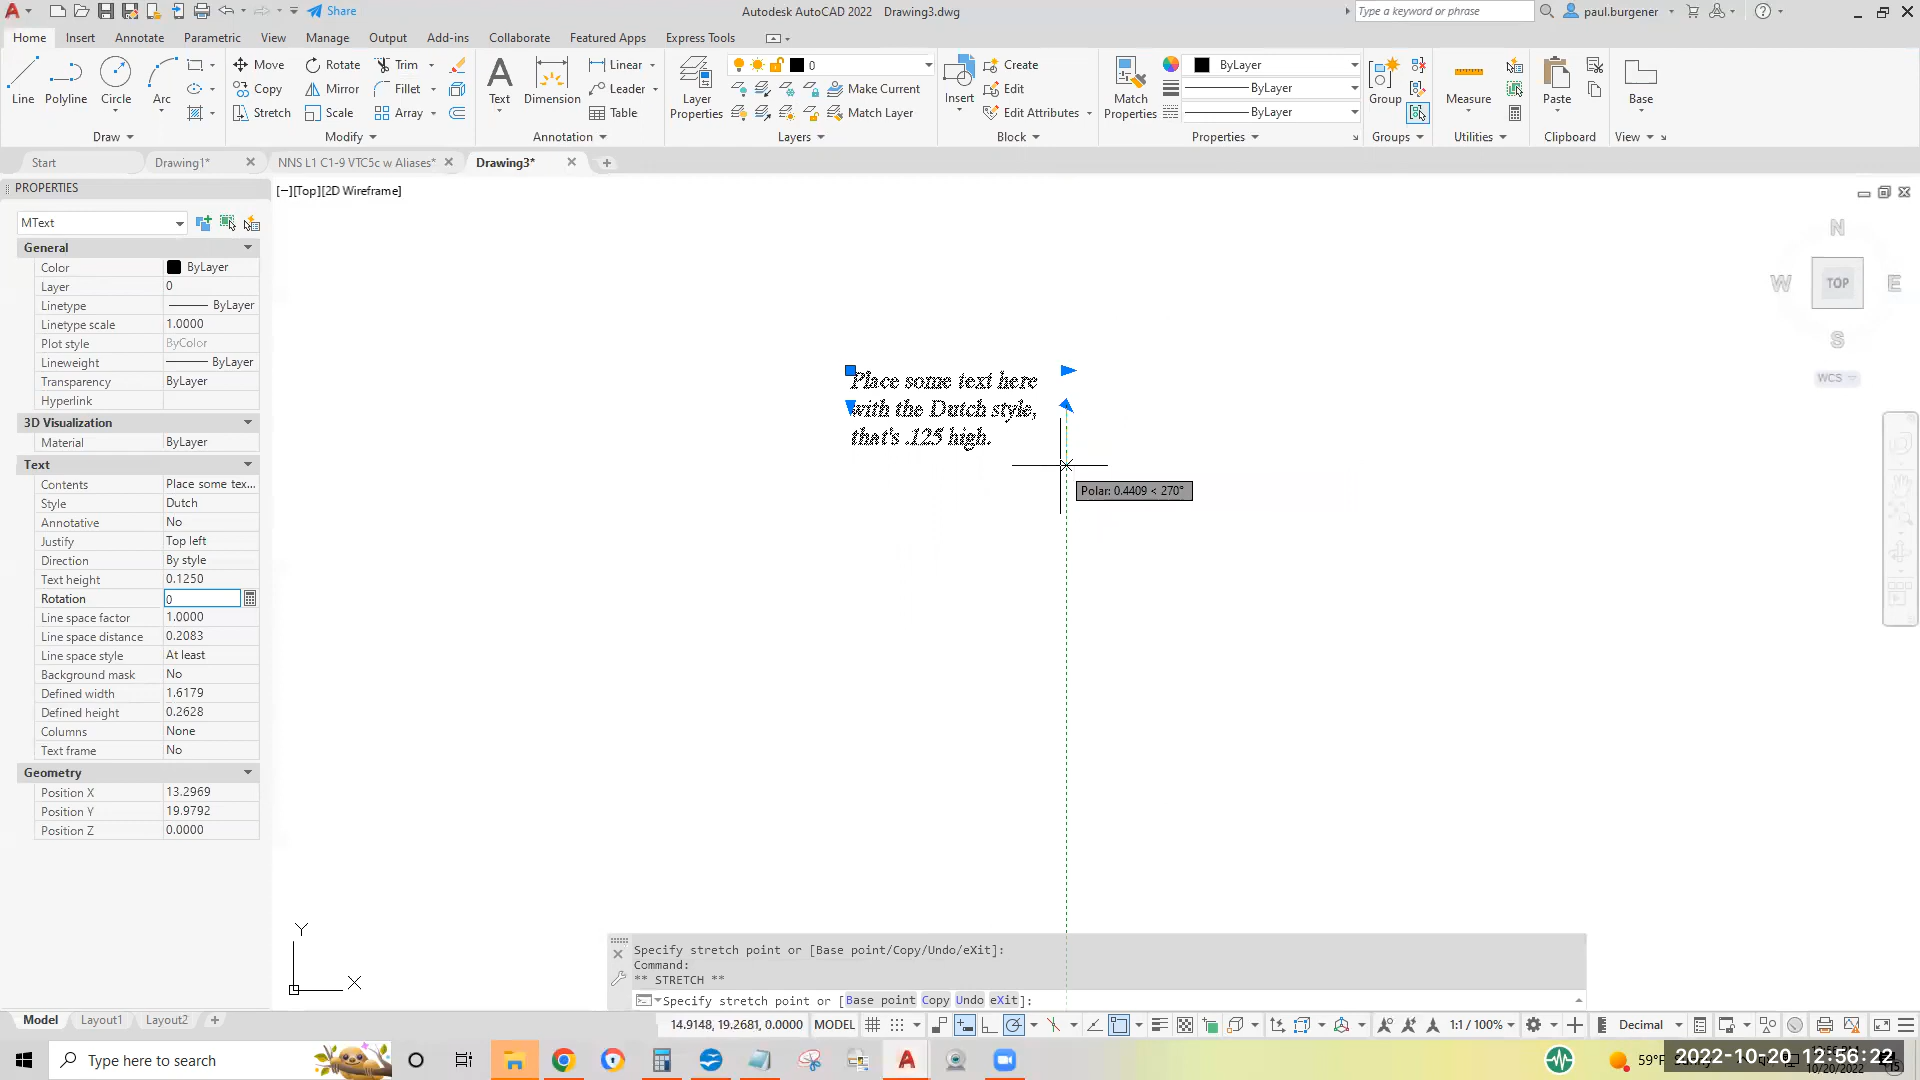 Share
Autodesk AutoCAD 2022 Drawing3.dwg
Type a keyword or phrase
paul.burgener
Home Insert Annotate Parametric View Manage Output Add-ins Collaborate Featured Apps Express Tools
Line Polyline Circle Arc
Move Rotate Trim
Copy Mirror Fillet
Stretch Scale Array
Text Dimension
Linear
Leader
Table
Layer Properties
0
Make Current
Match Layer
Insert
Create
Edit
Edit Attributes
Match Properties
ByLayer
ByLayer
ByLayer
Group
Measure
Paste
Base
Draw Modify Annotation Layers Block Properties Groups Utilities Clipboard View
Start Drawing1* NNS L1 C1-9 VTC5c w Aliases* Drawing3*
PROPERTIES
[−][Top][2D Wireframe]
MText
General
Color ByLayer
Layer 0
Linetype ByLayer
Linetype scale 1.0000
Plot style ByColor
Lineweight ByLayer
Transparency ByLayer
Hyperlink
3D Visualization
Material ByLayer
Text
Contents Place some tex...
Style Dutch
Annotative No
Justify Top left
Direction By style
Text height 0.1250
Rotation 0
Line space factor 1.0000
Line space distance 0.2083
Line space style At least
Background mask No
Defined width 1.6179
Defined height 0.2628
Columns None
Text frame No
Geometry
Position X 13.2969
Position Y 19.9792
Position Z 0.0000
N
W TOP E
S
WCS
Place some text here
with the Dutch style,
that's .125 high.
Polar: 0.4409 < 270°
Y
X
Specify stretch point or [Base point/Copy/Undo/eXit]:
Command:
** STRETCH **
Specify stretch point or [Base point Copy Undo eXit]:
Model Layout1 Layout2
14.9148, 19.2681, 0.0000 MODEL
1:1 / 100%
Decimal
Type here to search
59°F
2022-10-20 12:56:22
10/20/2022